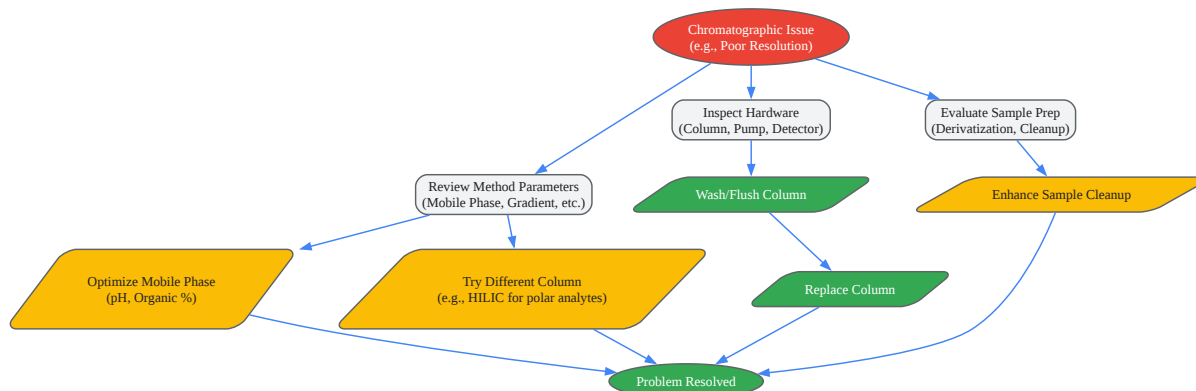 Chromatographic Issue
(e.g., Poor Resolution)
Inspect Hardware
(Column, Pump, Detector)
Evaluate Sample Prep
(Derivatization, Cleanup)
Review Method Parameters
(Mobile Phase, Gradient, etc.)
Wash/Flush Column
Enhance Sample Cleanup
Optimize Mobile Phase
(pH, Organic %)
Try Different Column
(e.g., HILIC for polar analytes)
Replace Column
Problem Resolved